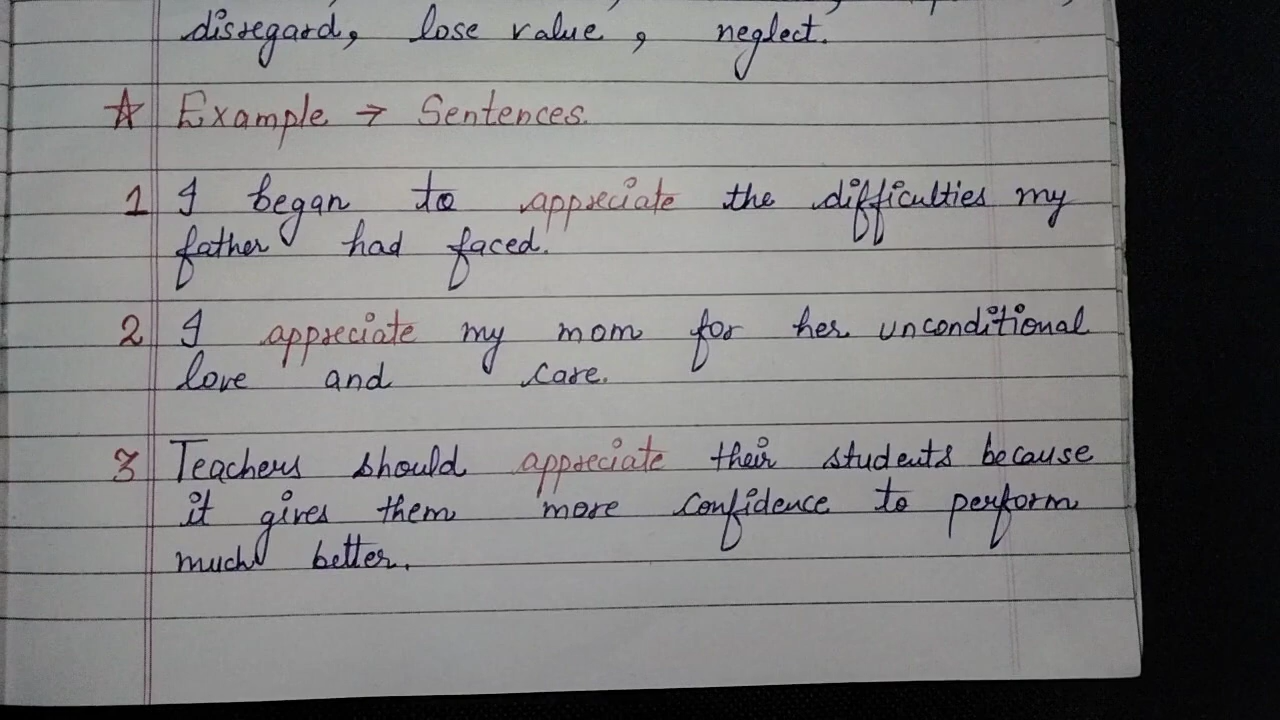 disregard, lose value, neglect.
☆ Example → Sentences.
1 I began to appreciate the difficulties my
father had faced.
2 I appreciate my mom for her unconditional
love and care.
3 Teachers should appreciate their students because
it gives them more confidence to perform
much better.